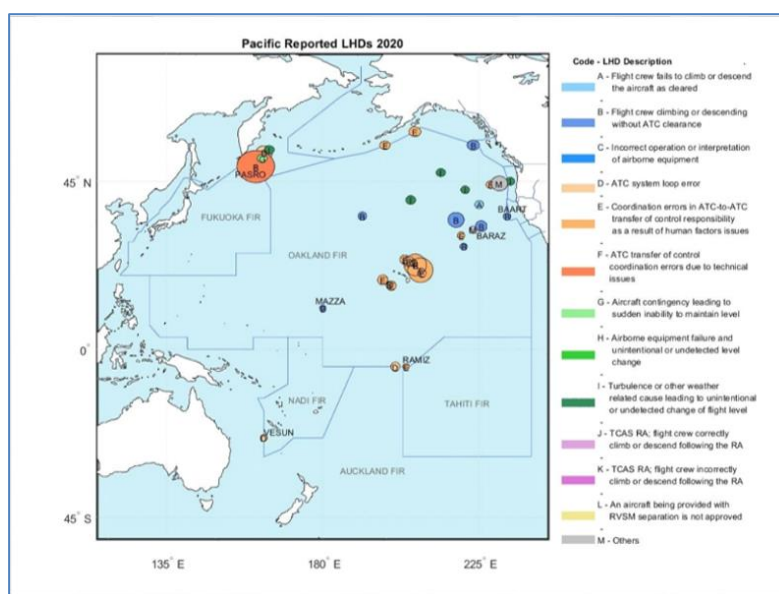 Pacific Reported LHDs 2020
45° N
0°
45° S
135° E
180° E
225° E
PASRO
FUKUOKA FIR
OAKLAND FIR
BAART
BARAZ
MAZZA
RAMIZ
NADI FIR
TAHITI FIR
VESUN
AUCKLAND FIR
Code - LHD Description
A - Flight crew fails to climb or descend
the aircraft as cleared
B - Flight crew climbing or descending
without ATC clearance
C - Incorrect operation or interpretation
of airborne equipment
D - ATC system loop error
E - Coordination errors in ATC-to-ATC
transfer of control responsibility
as a result of human factors issues
F - ATC transfer of control
coordination errors due to technical
issues
G - Aircraft contingency leading to
sudden inability to maintain level
H - Airborne equipment failure and
unintentional or undetected level
change
I - Turbulence or other weather
related cause leading to unintentional
or undetected change of flight level
J - TCAS RA; flight crew correctly
climb or descend following the RA
K - TCAS RA; flight crew incorrectly
climb or descend following the RA
L - An aircraft being provided with
RVSM separation is not approved
M - Others